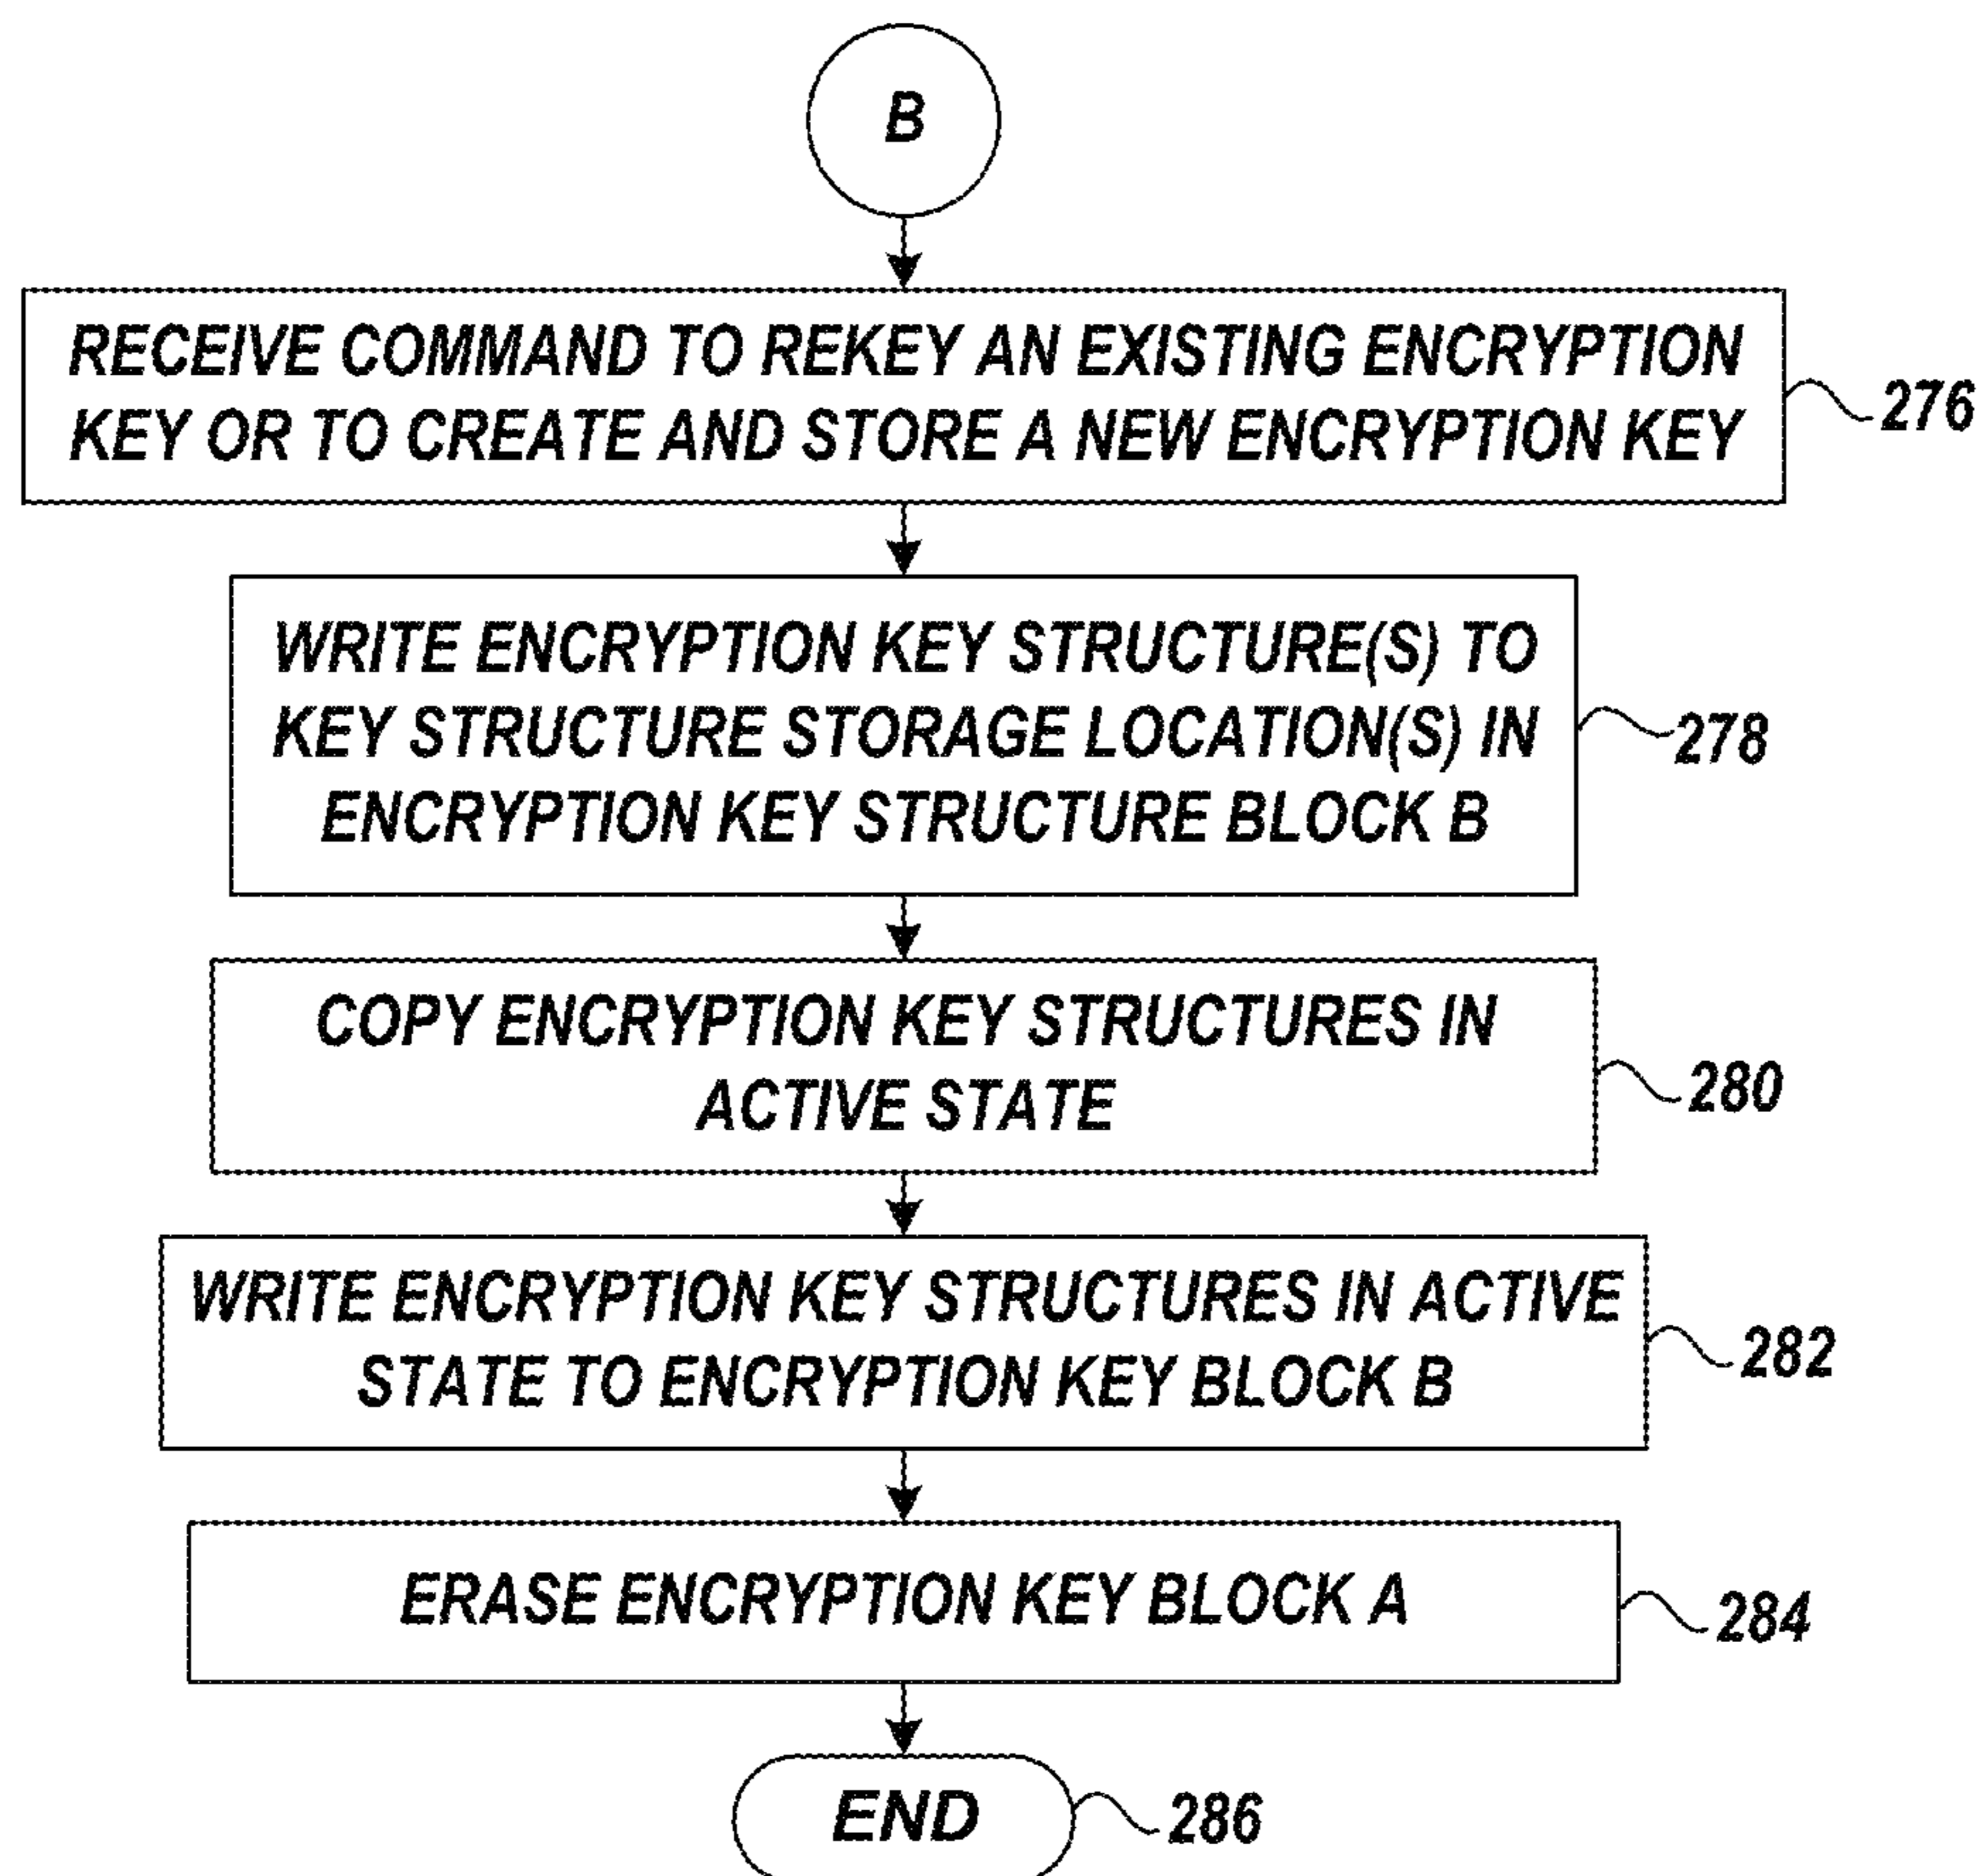 B
RECEIVE COMMAND TO REKEY AN EXISTING ENCRYPTION
KEY OR TO CREATE AND STORE A NEW ENCRYPTION KEY
276
WRITE ENCRYPTION KEY STRUCTURE(S) TO
KEY STRUCTURE STORAGE LOCATION(S) IN
ENCRYPTION KEY STRUCTURE BLOCK B
278
COPY ENCRYPTION KEY STRUCTURES IN
ACTIVE STATE
280
WRITE ENCRYPTION KEY STRUCTURES IN ACTIVE
STATE TO ENCRYPTION KEY BLOCK B
282
ERASE ENCRYPTION KEY BLOCK A
284
END
286